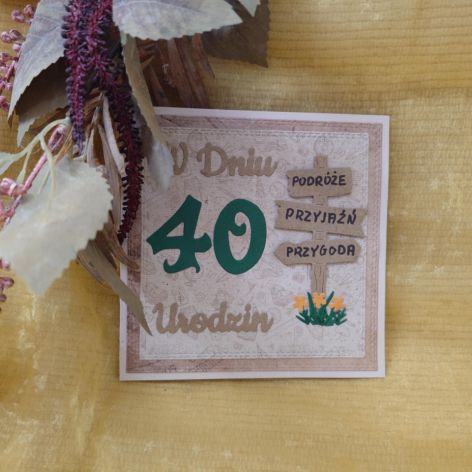 W Dniu
40
Urodzin
PODRÓŻE
PRZYJAŹŃ
PRZYGODA